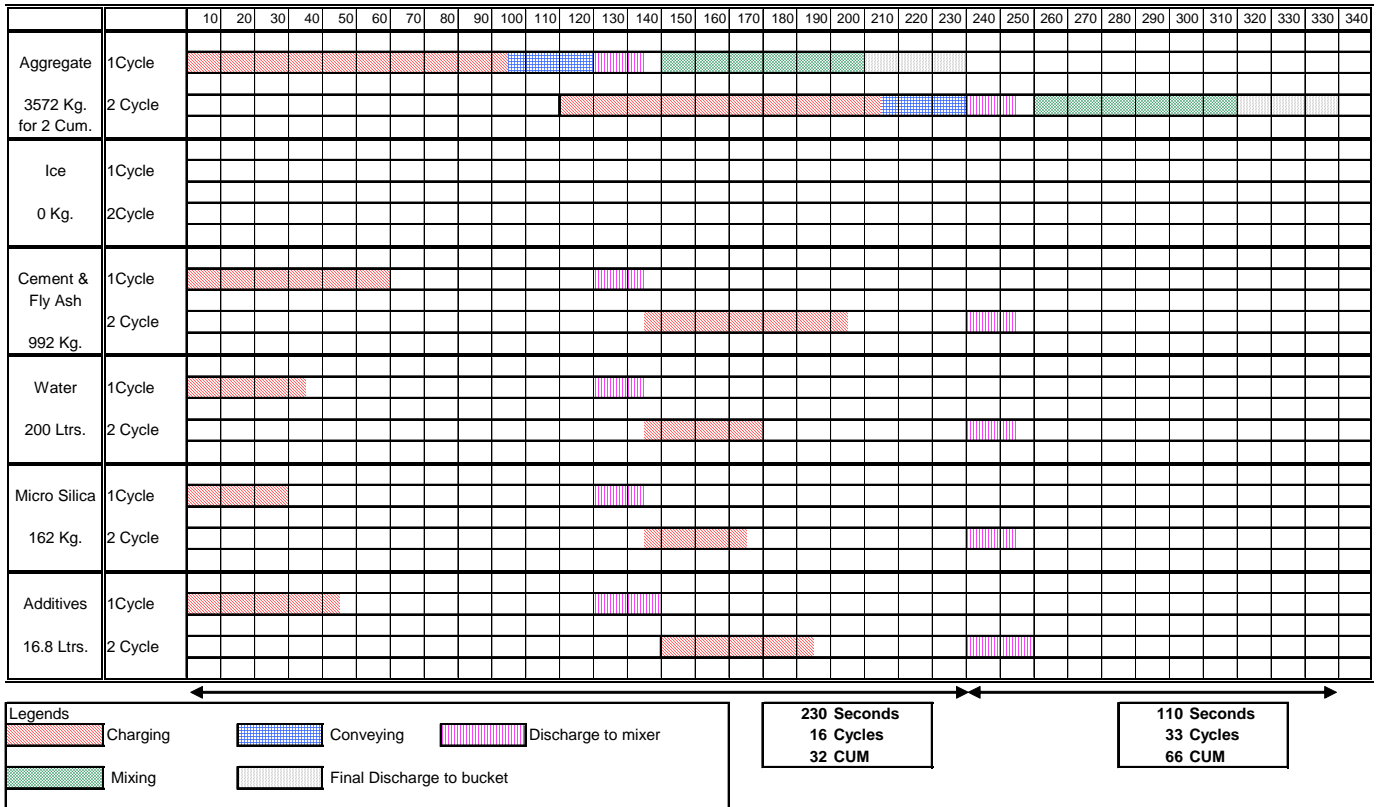 10 20 30 40 50 60 70 80 90 100 110 120 130 140 150 160 170 180 190 200 210 230 240 250 260 270 280 290 300 310 320 330 330 340
Aggregate 1Cycle
3572 Kg. 2 Cycle
for 2 Cum.
Ice 1Cycle
0 Kg. 2Cycle
Cement & 1Cycle
Fly Ash
2 Cycle
992 Kg.
Water 1Cycle
200 Ltrs. 2 Cycle
Micro Silica 1Cycle
162 Kg. 2 Cycle
Additives 1Cycle
16.8 Ltrs. 2 Cycle
Legends
Charging Conveying Discharge to mixer
Mixing Final Discharge to bucket
230 Seconds
16 Cycles
32 CUM
110 Seconds
33 Cycles
66 CUM